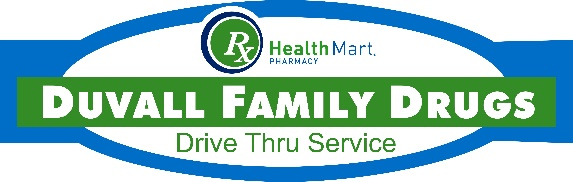 Rx
HealthMart.
PHARMACY
DUVALL FAMILY DRUGS
Drive Thru Service